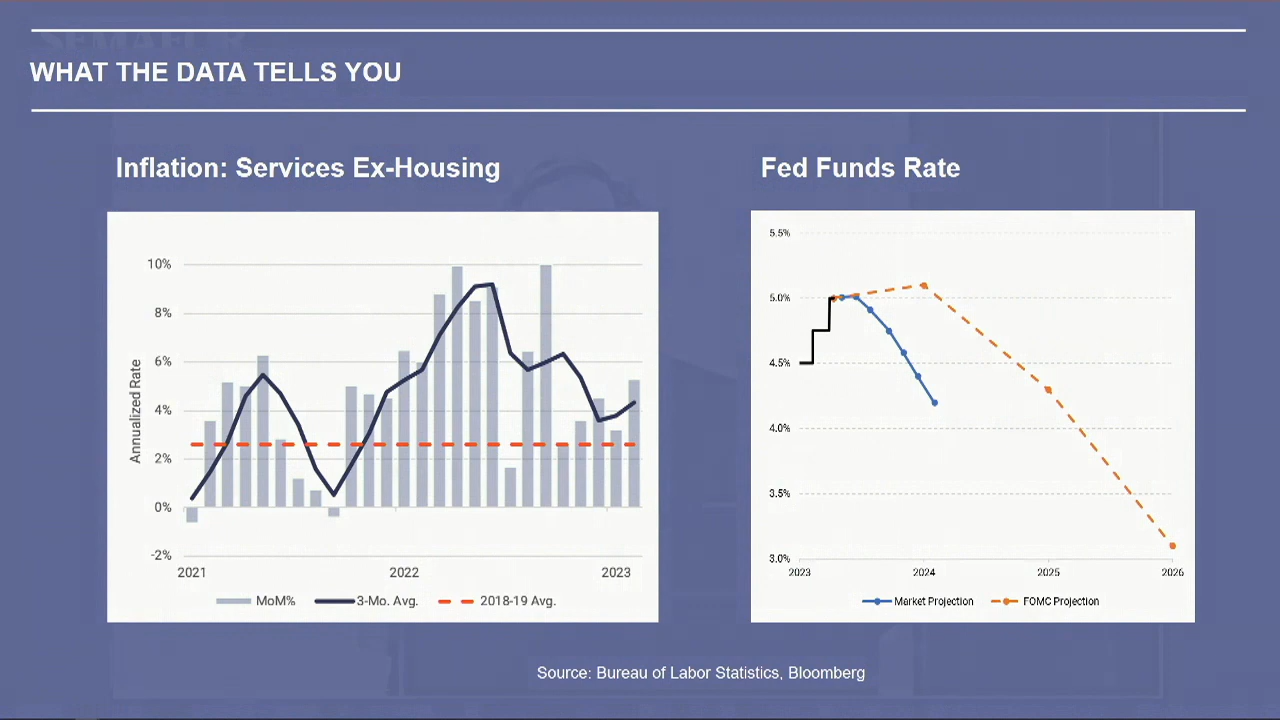 SEMAFOR
WHAT THE DATA TELLS YOU
Inflation: Services Ex-Housing
Annualized Rate
10%
8%
6%
4%
2%
0%
-2%
2021
2022
2023
MoM%
3-Mo. Avg.
2018-19 Avg.
Fed Funds Rate
5.5%
5.0%
4.5%
4.0%
3.5%
3.0%
2023
2024
2025
2026
Market Projection
FOMC Projection
Source: Bureau of Labor Statistics, Bloomberg